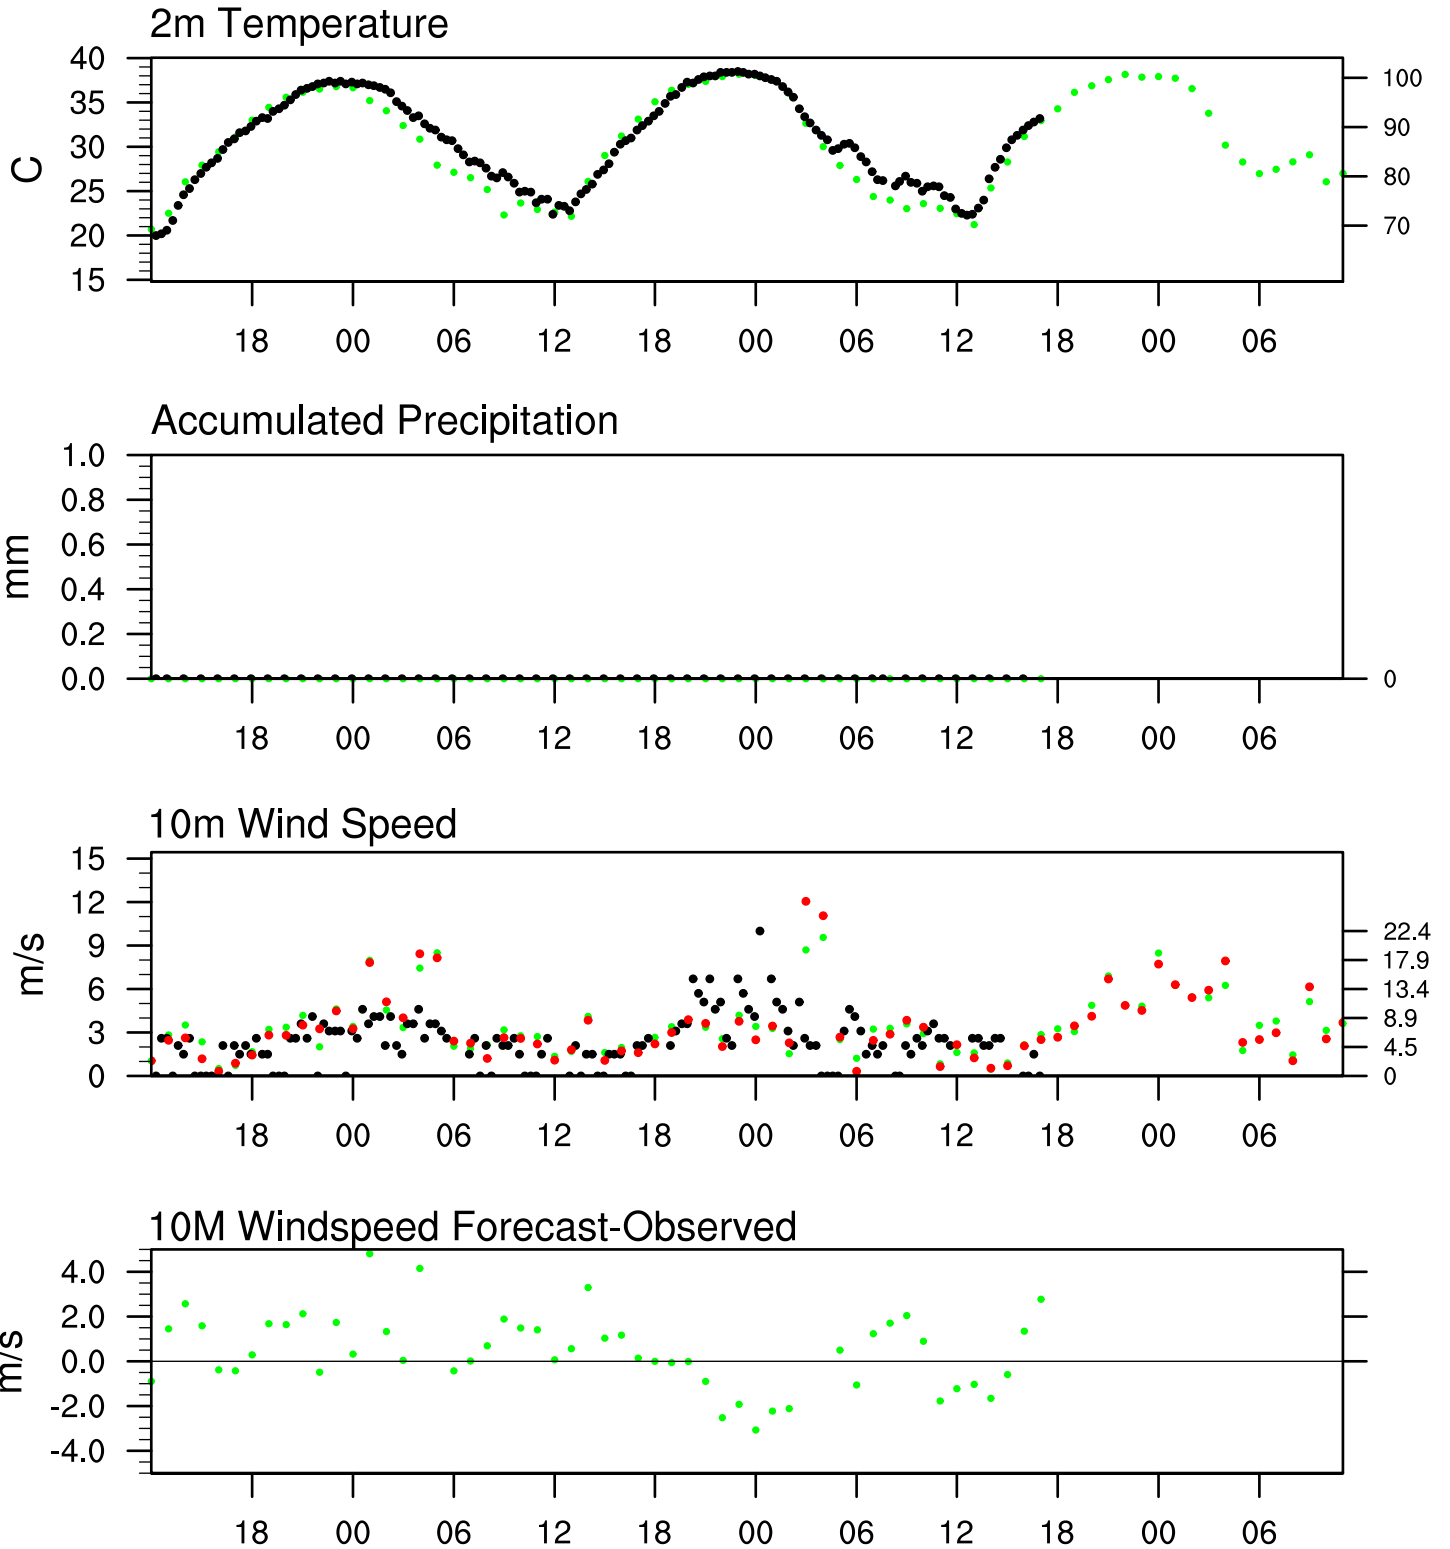 2m Temperature
40
35
30
25
20
15
C
100
90
80
70
18 00 06 12 18 00 06 12 18 00 06
Accumulated Precipitation
1.0
0.8
0.6
0.4
0.2
0.0
mm
0
18 00 06 12 18 00 06 12 18 00 06
10m Wind Speed
15
12
9
6
3
0
m/s
22.4
17.9
13.4
8.9
4.5
0
18 00 06 12 18 00 06 12 18 00 06
10M Windspeed Forecast-Observed
4.0
2.0
0.0
-2.0
-4.0
m/s
18 00 06 12 18 00 06 12 18 00 06